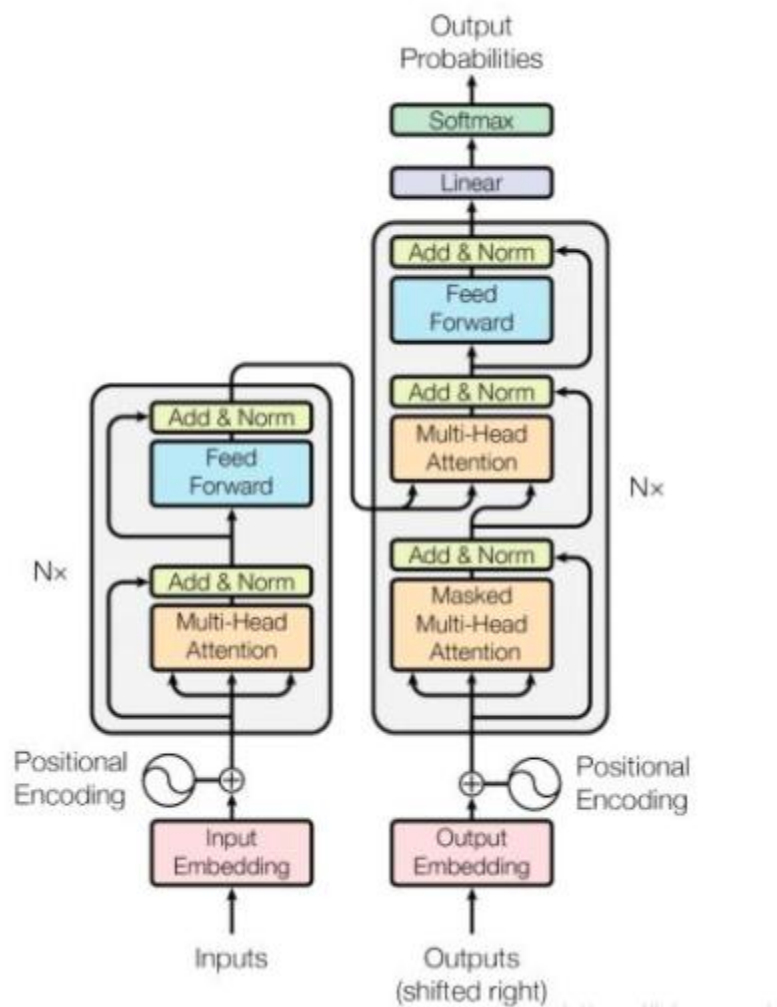 Output
Probabilities
Softmax
Linear
Add & Norm
Feed
Forward
Add & Norm
Multi-Head
Attention
Add & Norm
Masked
Multi-Head
Attention
Nx
Add & Norm
Feed
Forward
Add & Norm
Multi-Head
Attention
Nx
Positional
Encoding
Positional
Encoding
Input
Embedding
Output
Embedding
Inputs
Outputs
(shifted right)